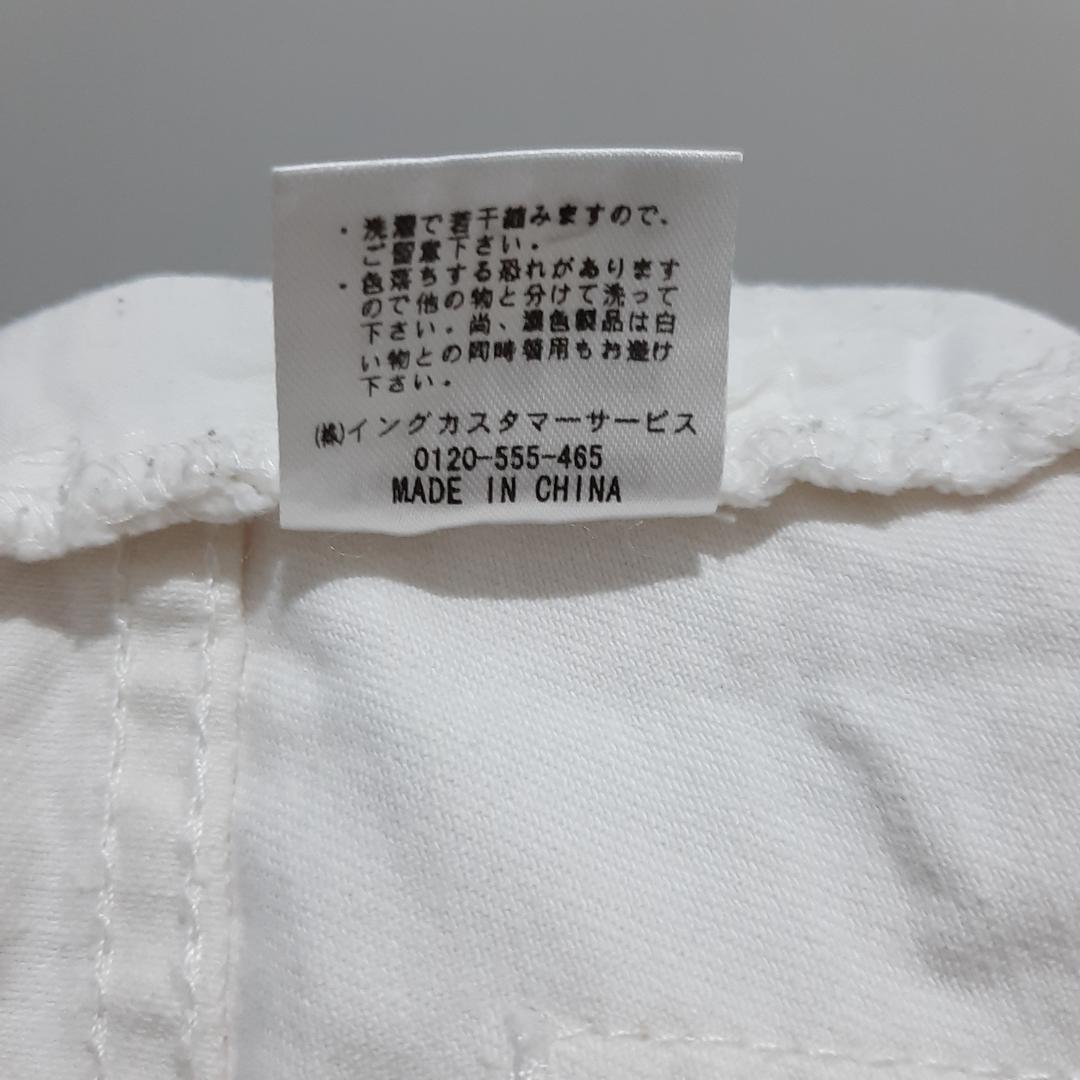 ・洗濯で若干縮みますので、
ご留意下さい。
・色落ちする恐れがあります
ので他の物と分けて洗って
下さい。尚、濃色製品は白
い物との同時着用もお避け
下さい。
(株)イングカスタマーサービス
0120-555-465
MADE IN CHINA